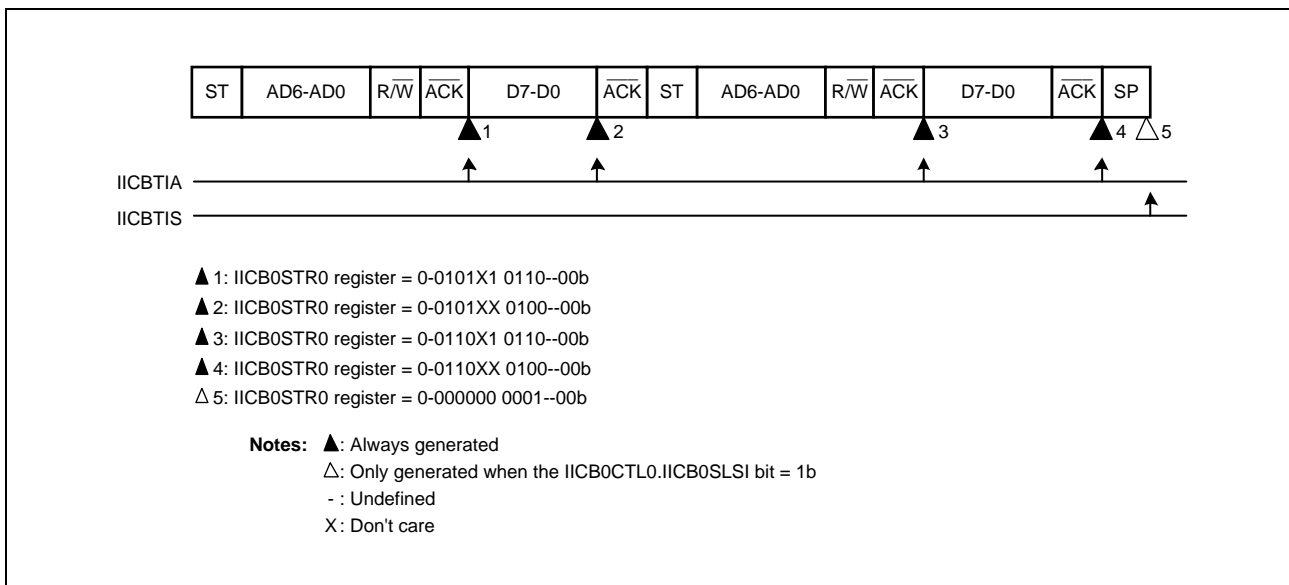 ST AD6-AD0 R/W ACK D7-D0 ACK ST AD6-AD0 R/W ACK D7-D0 ACK SP
▲1 ▲2 ▲3 ▲4 △5
IICBTIA
IICBTIS
▲ 1: IICB0STR0 register = 0-0101X1 0110--00b
▲ 2: IICB0STR0 register = 0-0101XX 0100--00b
▲ 3: IICB0STR0 register = 0-0110X1 0110--00b
▲ 4: IICB0STR0 register = 0-0110XX 0100--00b
△ 5: IICB0STR0 register = 0-000000 0001--00b
Notes: ▲: Always generated
△: Only generated when the IICB0CTL0.IICB0SLSI bit = 1b
- : Undefined
X: Don't care